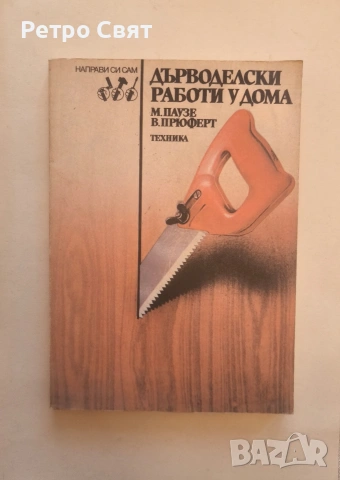 Ретро Свят
НАПРАВИ СИ САМ
ДЪРВОДЕЛСКИ
РАБОТИ У ДОМА
М. ПАУЗЕ
В. ПРЮФЕРТ
ТЕХНИКА
BAZAR